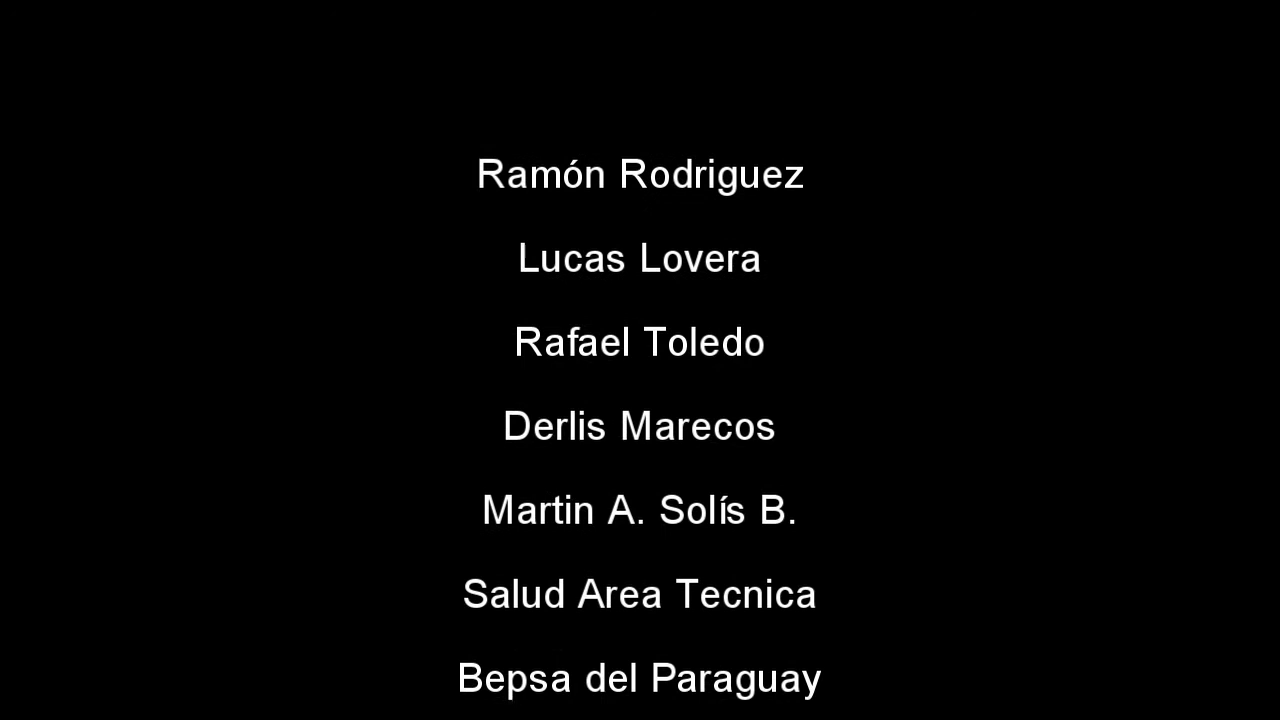 Ramón Rodriguez
Lucas Lovera
Rafael Toledo
Derlis Marecos
Martin A. Solís B.
Salud Area Tecnica
Bepsa del Paraguay